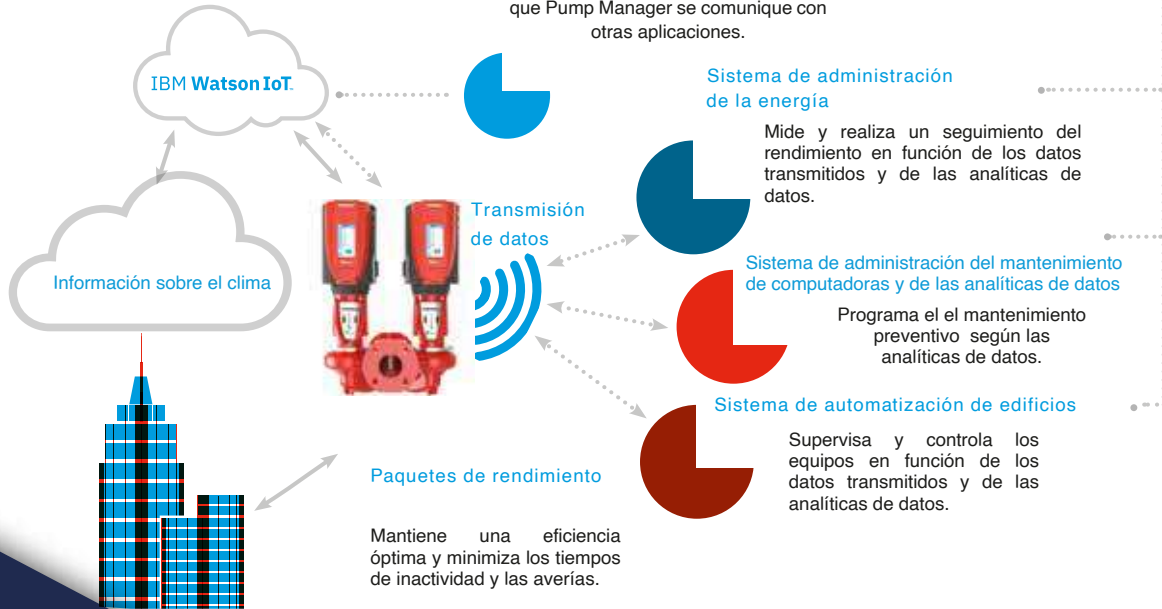 que Pump Manager se comunique con
otras aplicaciones.
IBM Watson IoT.
Sistema de administración
de la energía
Mide y realiza un seguimiento del
rendimiento en función de los datos
transmitidos y de las analíticas de
datos.
Transmisión
de datos
Información sobre el clima
Sistema de administración del mantenimiento
de computadoras y de las analíticas de datos
Programa el el mantenimiento
preventivo según las
analíticas de datos.
Sistema de automatización de edificios
Supervisa y controla los
equipos en función de los
datos transmitidos y de las
analíticas de datos.
Paquetes de rendimiento
Mantiene una eficiencia
óptima y minimiza los tiempos
de inactividad y las averías.